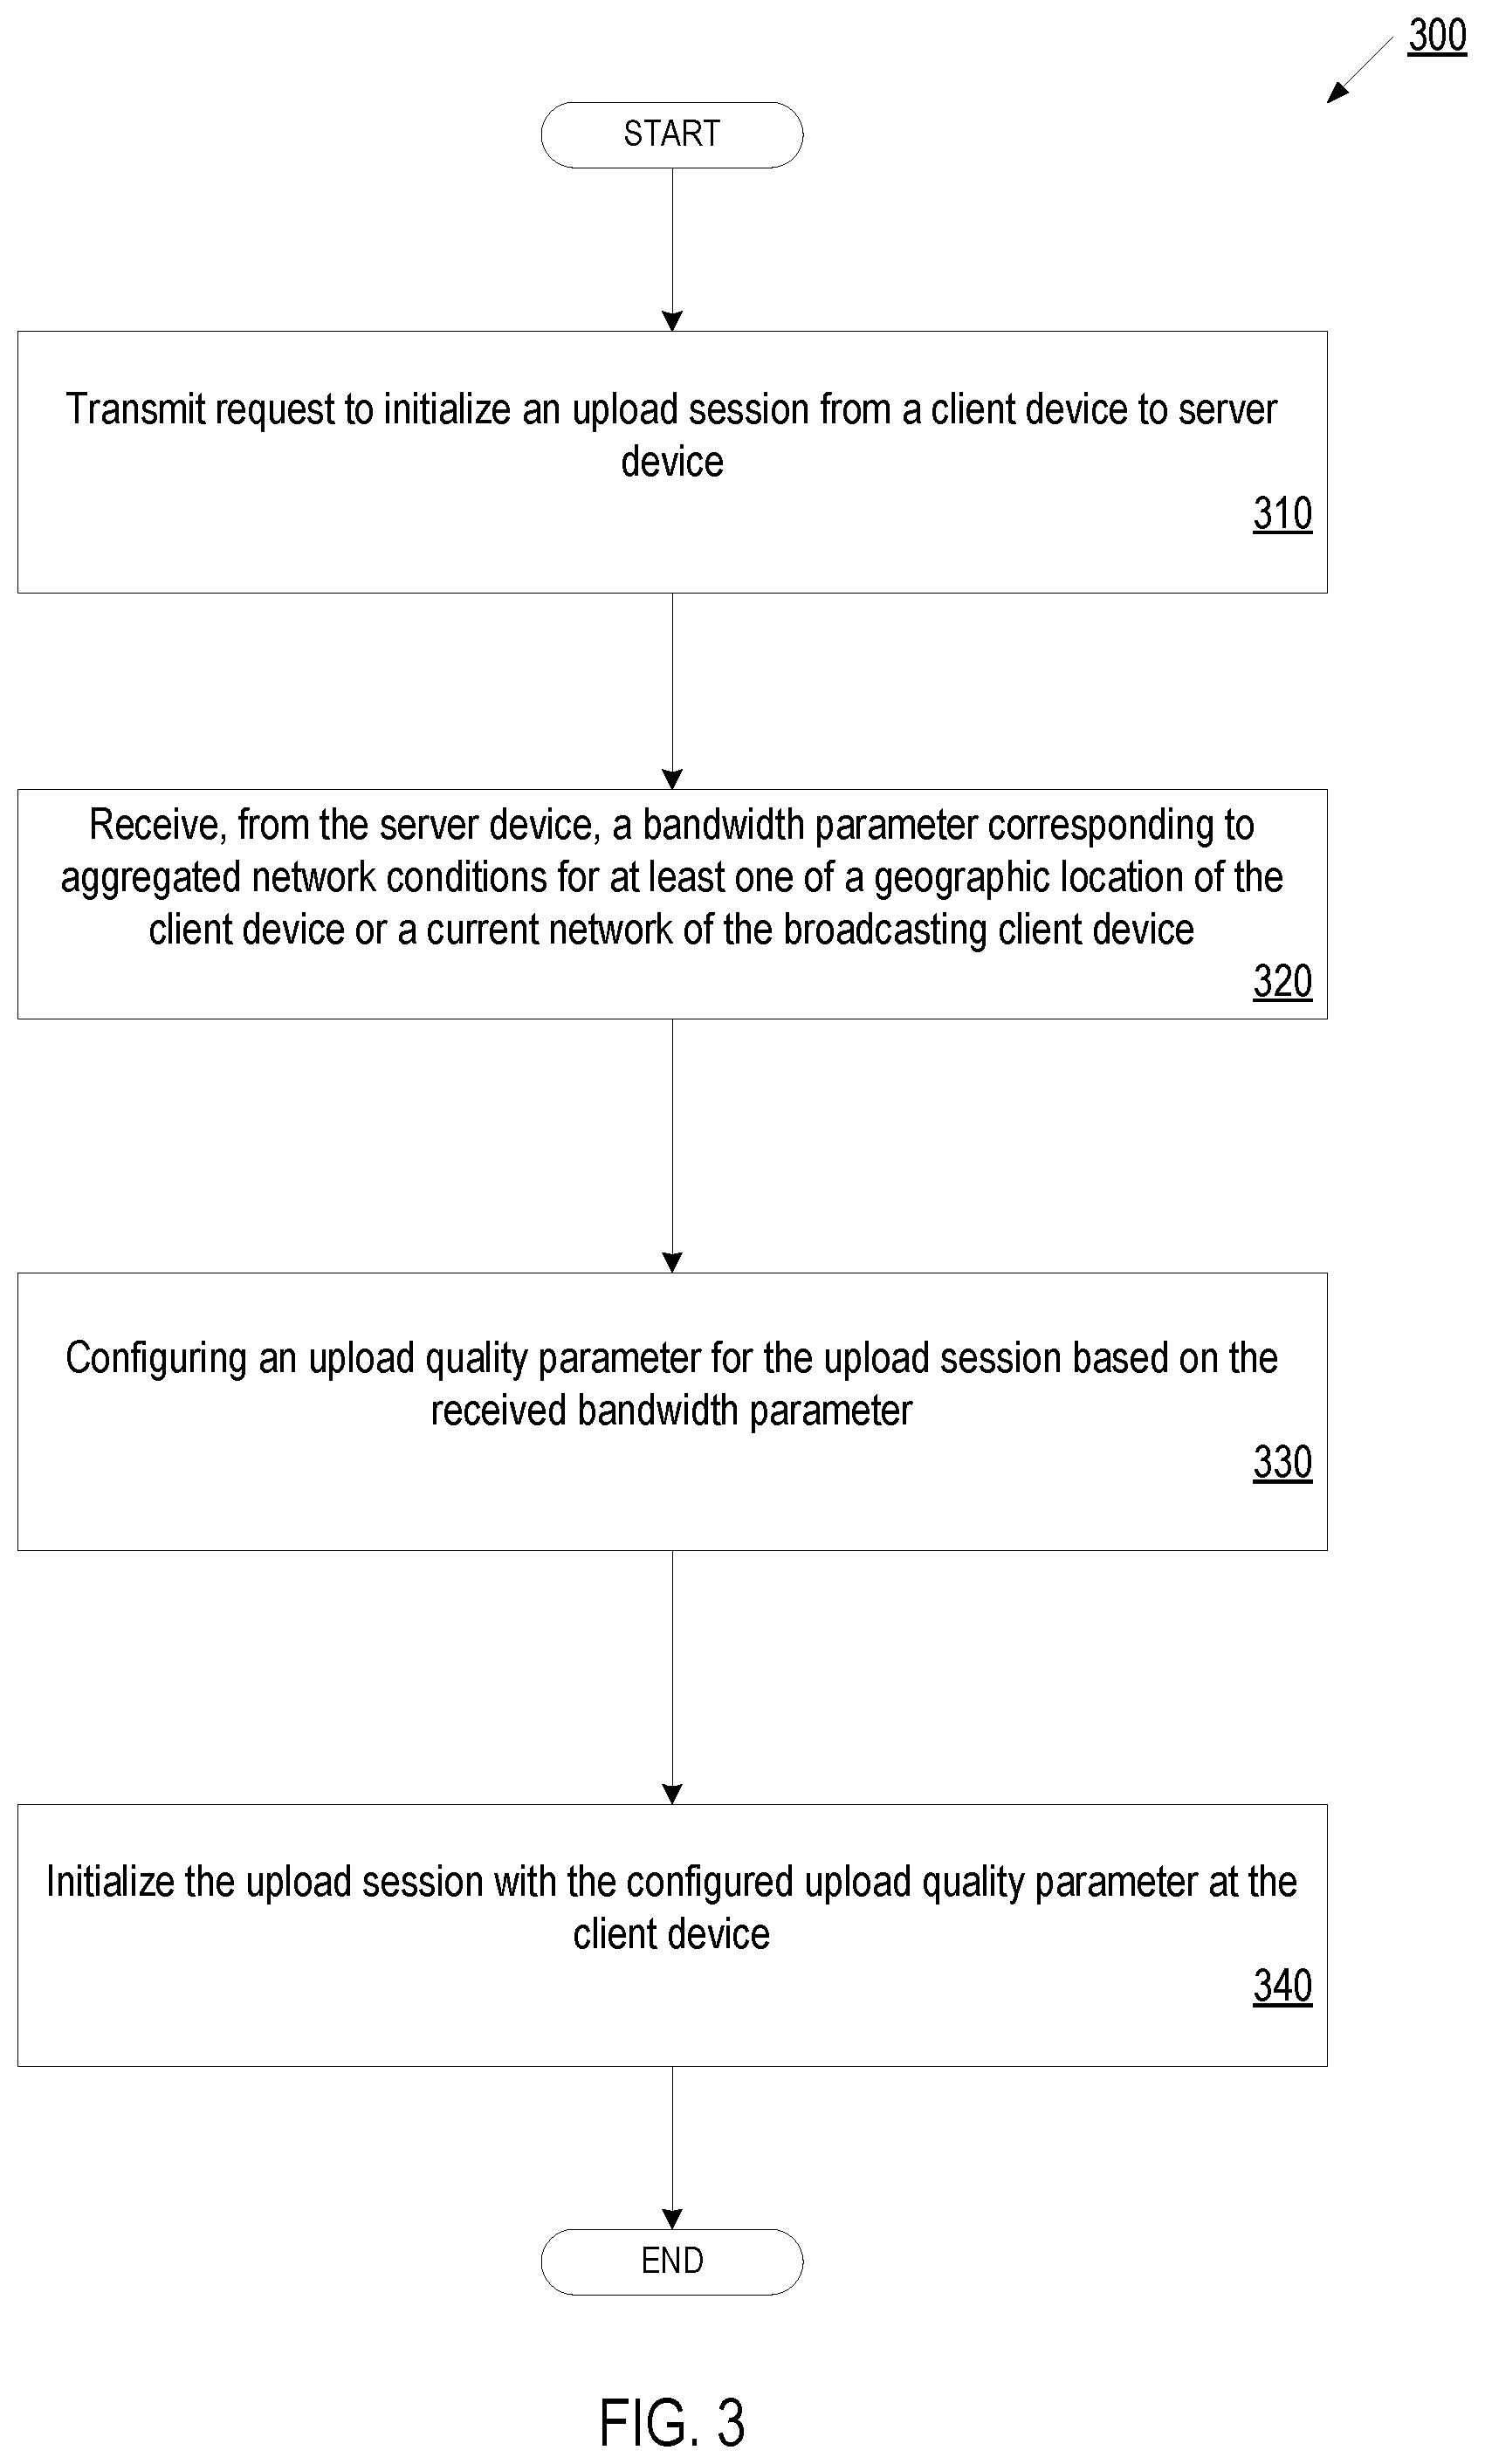 300
START
Transmit request to initialize an upload session from a client device to server
device
310
Receive, from the server device, a bandwidth parameter corresponding to
aggregated network conditions for at least one of a geographic location of the
client device or a current network of the broadcasting client device
320
Configuring an upload quality parameter for the upload session based on the
received bandwidth parameter
330
Initialize the upload session with the configured upload quality parameter at the
client device
340
END
FIG. 3